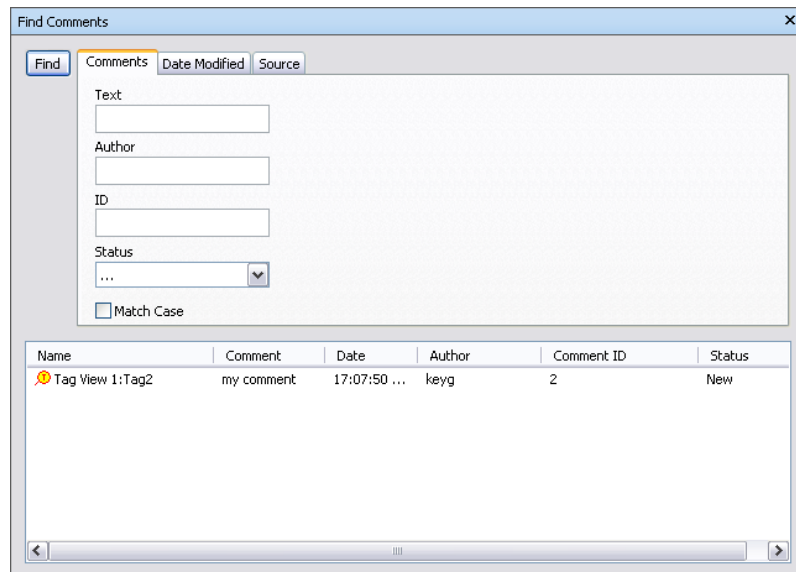 Find Comments
Find Comments Date Modified Source
Text
Author
ID
Status
...
Match Case
Name Comment Date Author Comment ID Status
T Tag View 1:Tag2 my comment 17:07:50 ... keyg 2 New